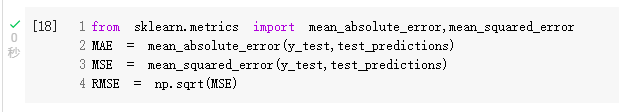 [18] 1 from sklearn.metrics import mean_absolute_error,mean_squared_error
0 2 MAE = mean_absolute_error(y_test,test_predictions)
秒 3 MSE = mean_squared_error(y_test,test_predictions)
4 RMSE = np.sqrt(MSE)